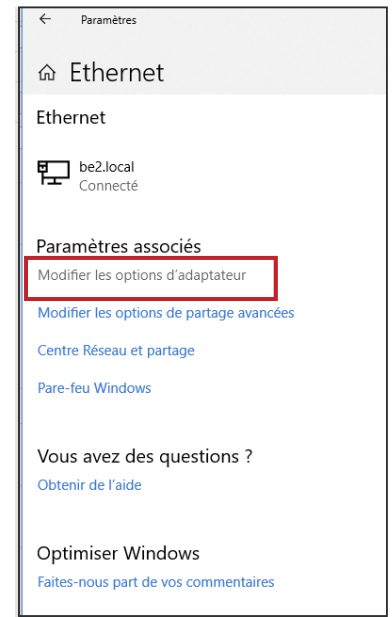 Paramètres
Ethernet
Ethernet
be2.local
Connecté
Paramètres associés
Modifier les options d’adaptateur
Modifier les options de partage avancées
Centre Réseau et partage
Pare-feu Windows
Vous avez des questions ?
Obtenir de l’aide
Optimiser Windows
Faites-nous part de vos commentaires